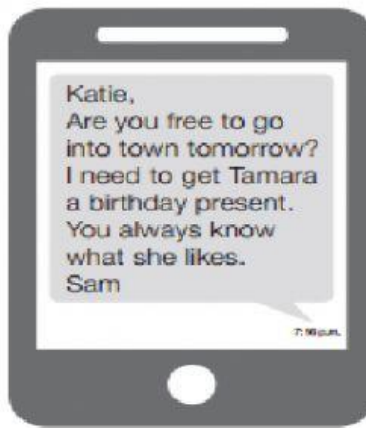 Katie,
Are you free to go
into town tomorrow?
I need to get Tamara
a birthday present.
You always know
what she likes.
Sam